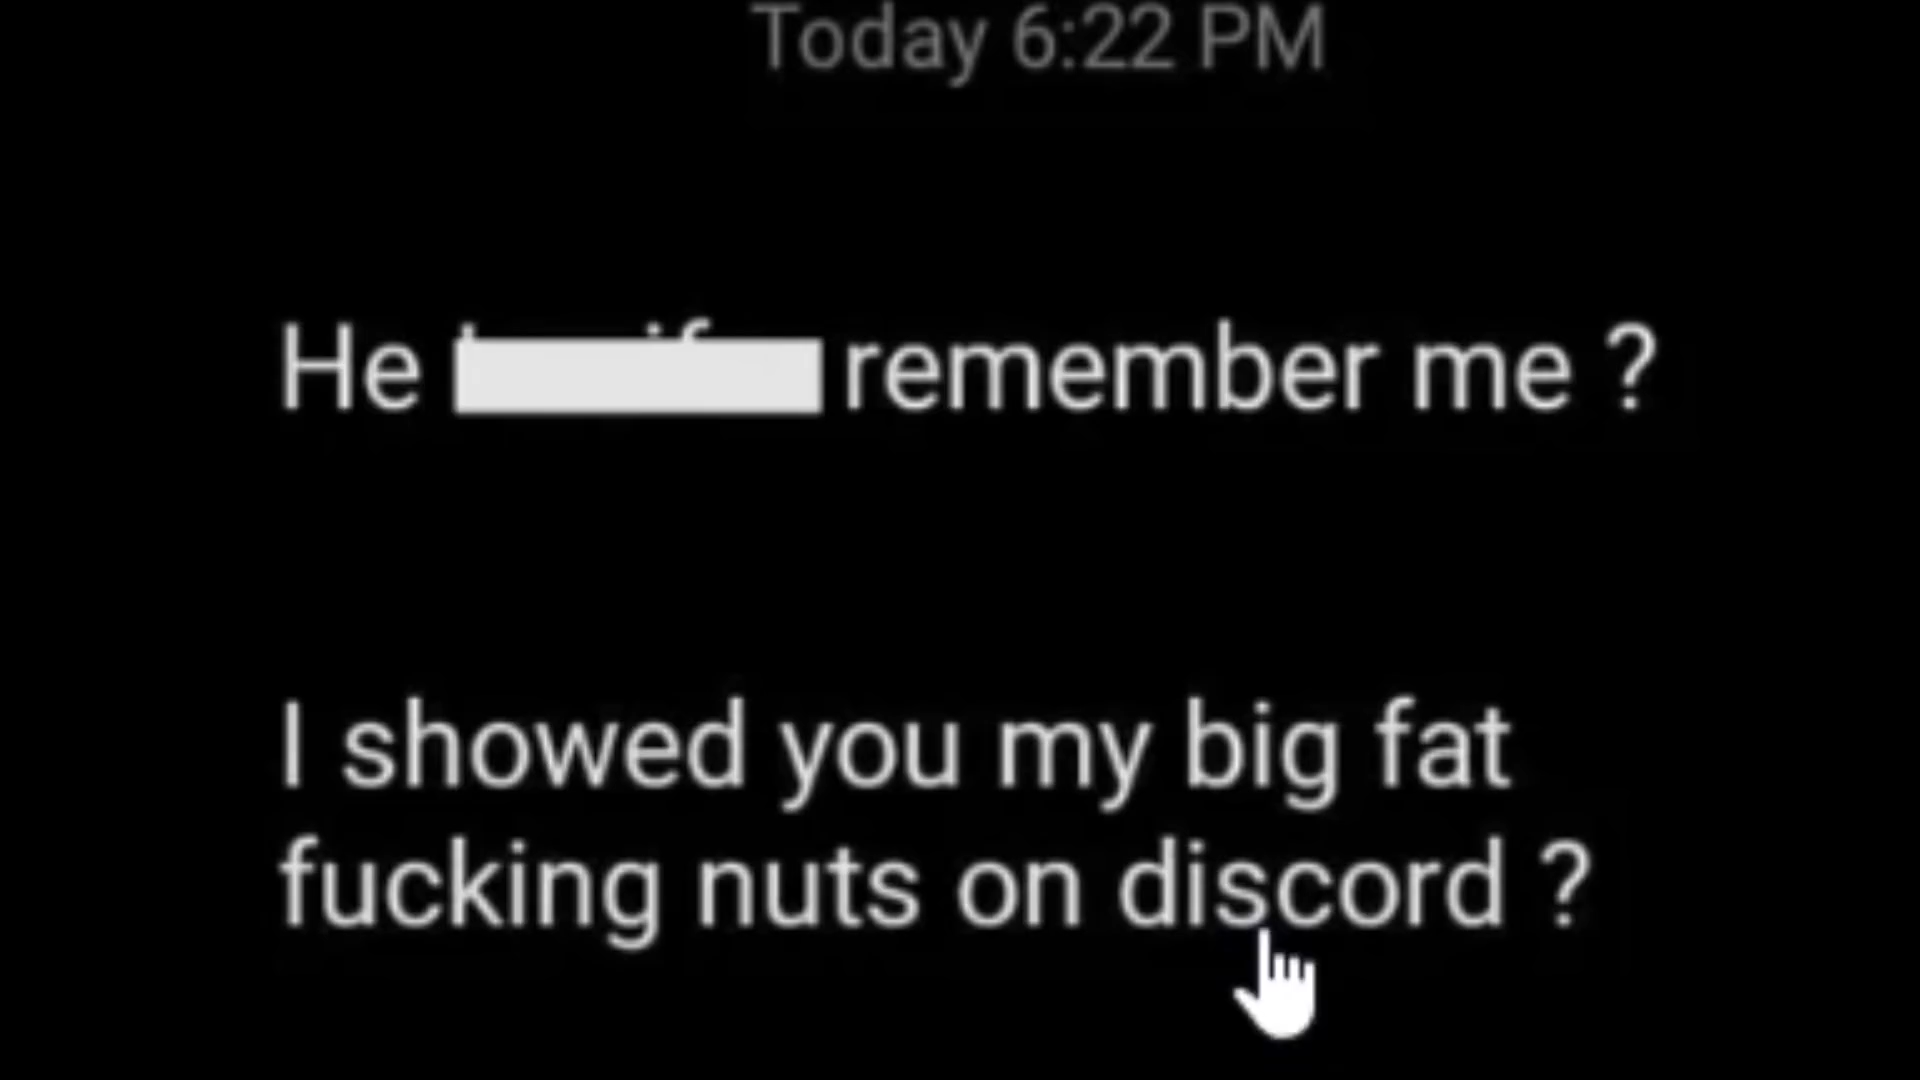 Today 6:22 PM
He remember me ?
I showed you my big fat
fucking nuts on discord ?